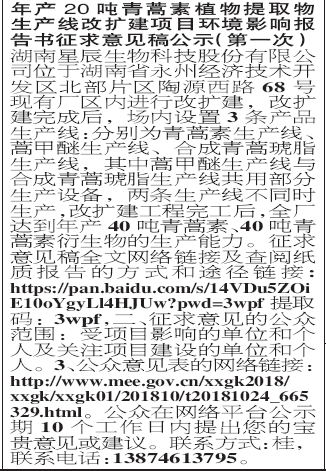 年产 20 吨青蒿素植物提取物
生产线改扩建项目环境影响报
告书征求意见稿公示(第一次)
湖南星辰生物科技股份有限公
司位于湖南省永州经济技术开
发区北部片区陶源西路 68 号
现有厂区内进行改扩建，改扩
建完成后，场内设置 3 条产品
生产线:分别为青蒿素生产线、
蒿甲醚生产线、合成青蒿琥脂
生产线，其中蒿甲醚生产线与
合成青蒿琥脂生产线共用部分
生产设备，两条生产线不同时
生产,改扩建工程完工后,全厂
达到年产 40 吨青蒿素、40 吨青
蒿素衍生物的生产能力。征求
意见稿全文网络链接及查阅纸
质报告的方式和途径链接：
https://pan.baidu.com/s/14VDu5ZOi
E10oYgyLl4HJUw?pwd=3wpf 提取
码：3wpf,二、征求意见的公众
范围：受项目影响的单位和个
人及关注项目建设的单位和个
人。3、公众意见表的网络链接：
http://www.mee.gov.cn/xxgk2018/
xxgk/xxgk01/201810/t20181024_665
329.html。公众在网络平台公示
期 10 个工作日内提出您的宝
贵意见或建议。联系方式:桂，
联系电话:13874613795。